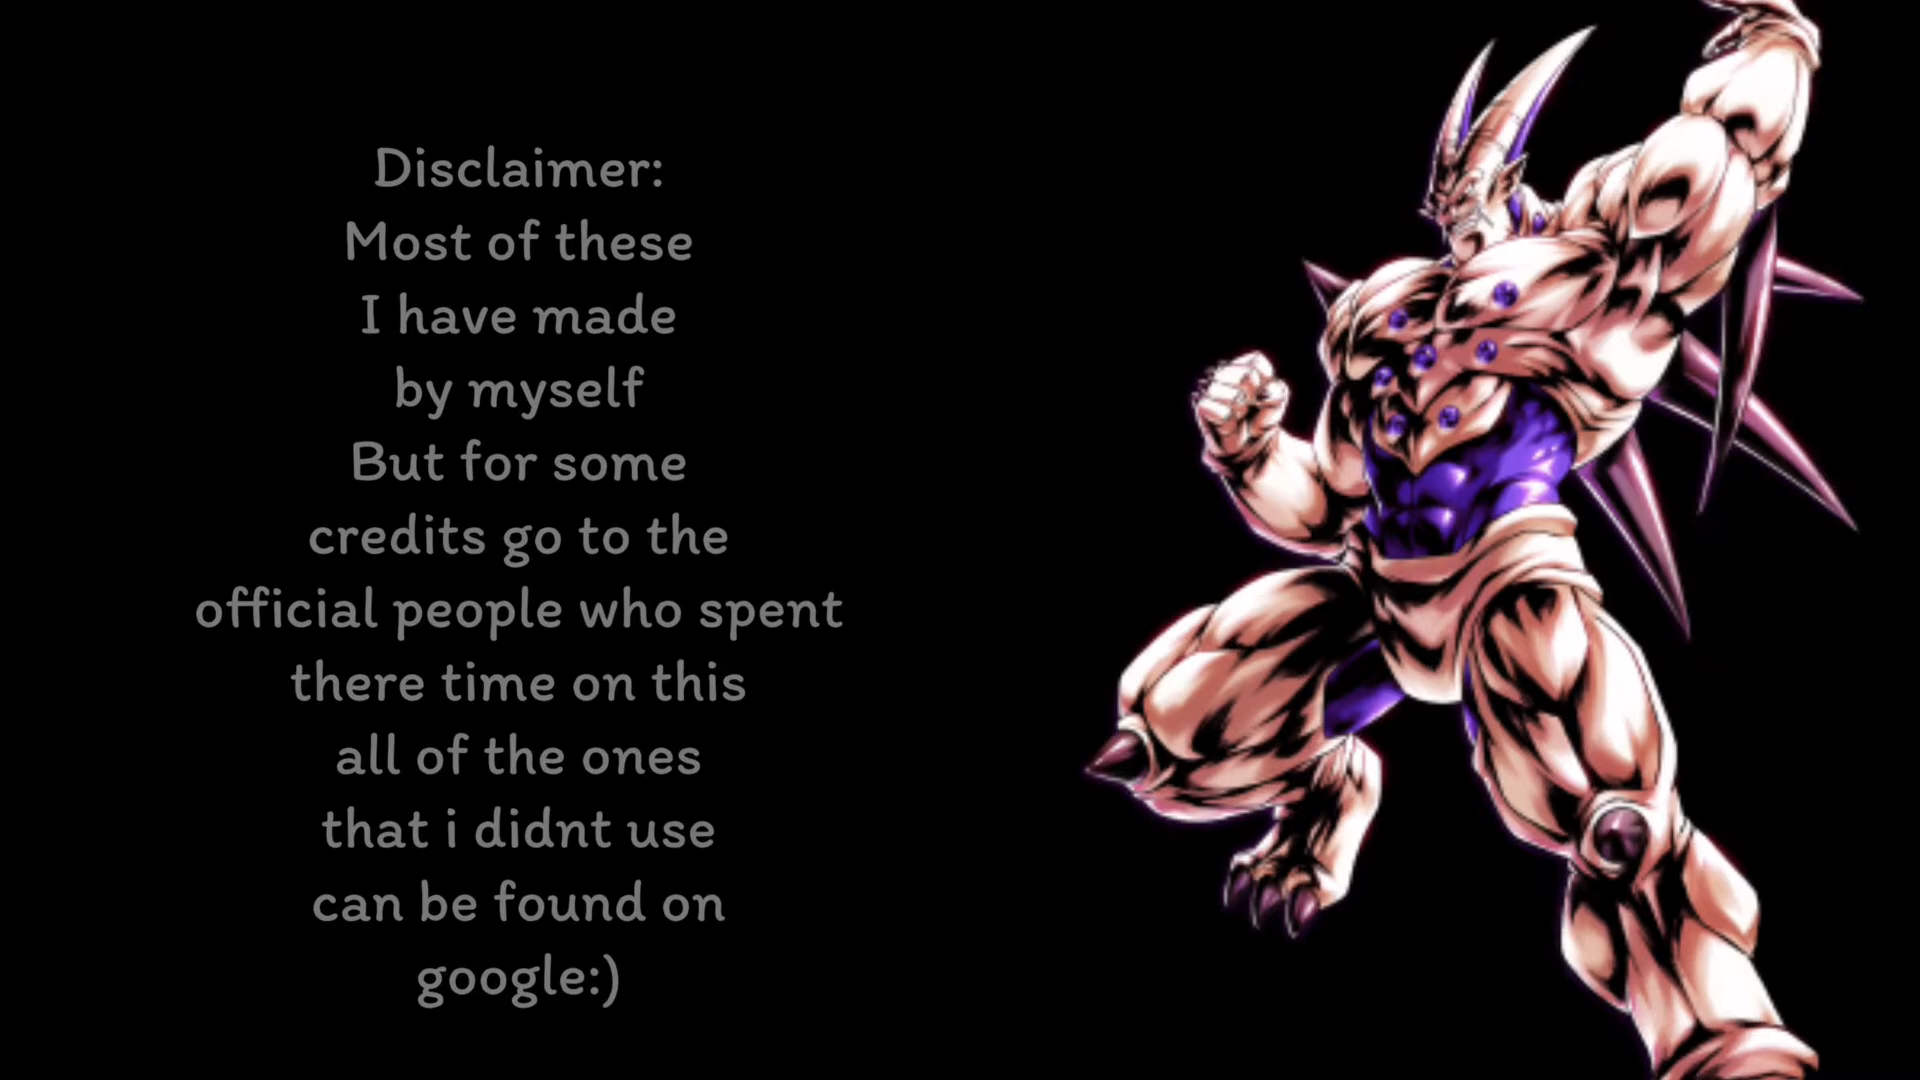 Disclaimer:
Most of these
I have made
by myself
But for some
credits go to the
official people who spent
there time on this
all of the ones
that i didnt use
can be found on
google:)